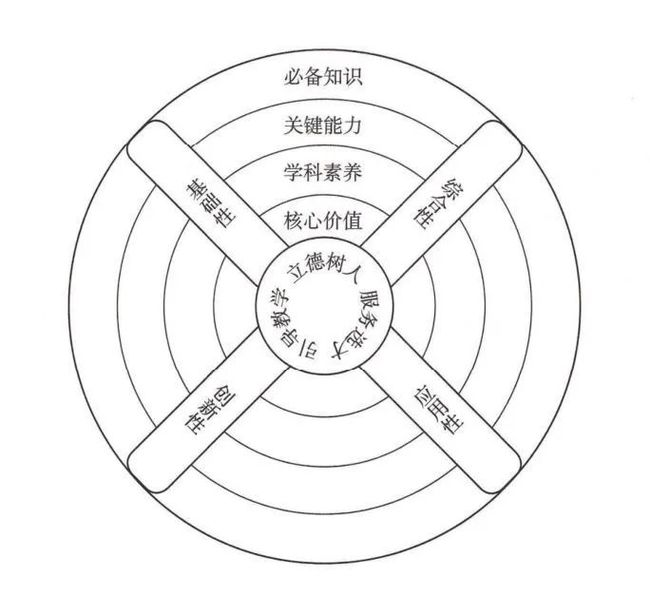 必备知识
关键能力
学科素养
核心价值
基础性
综合性
立德树人
服务选才
引导教学
创新性
应用性